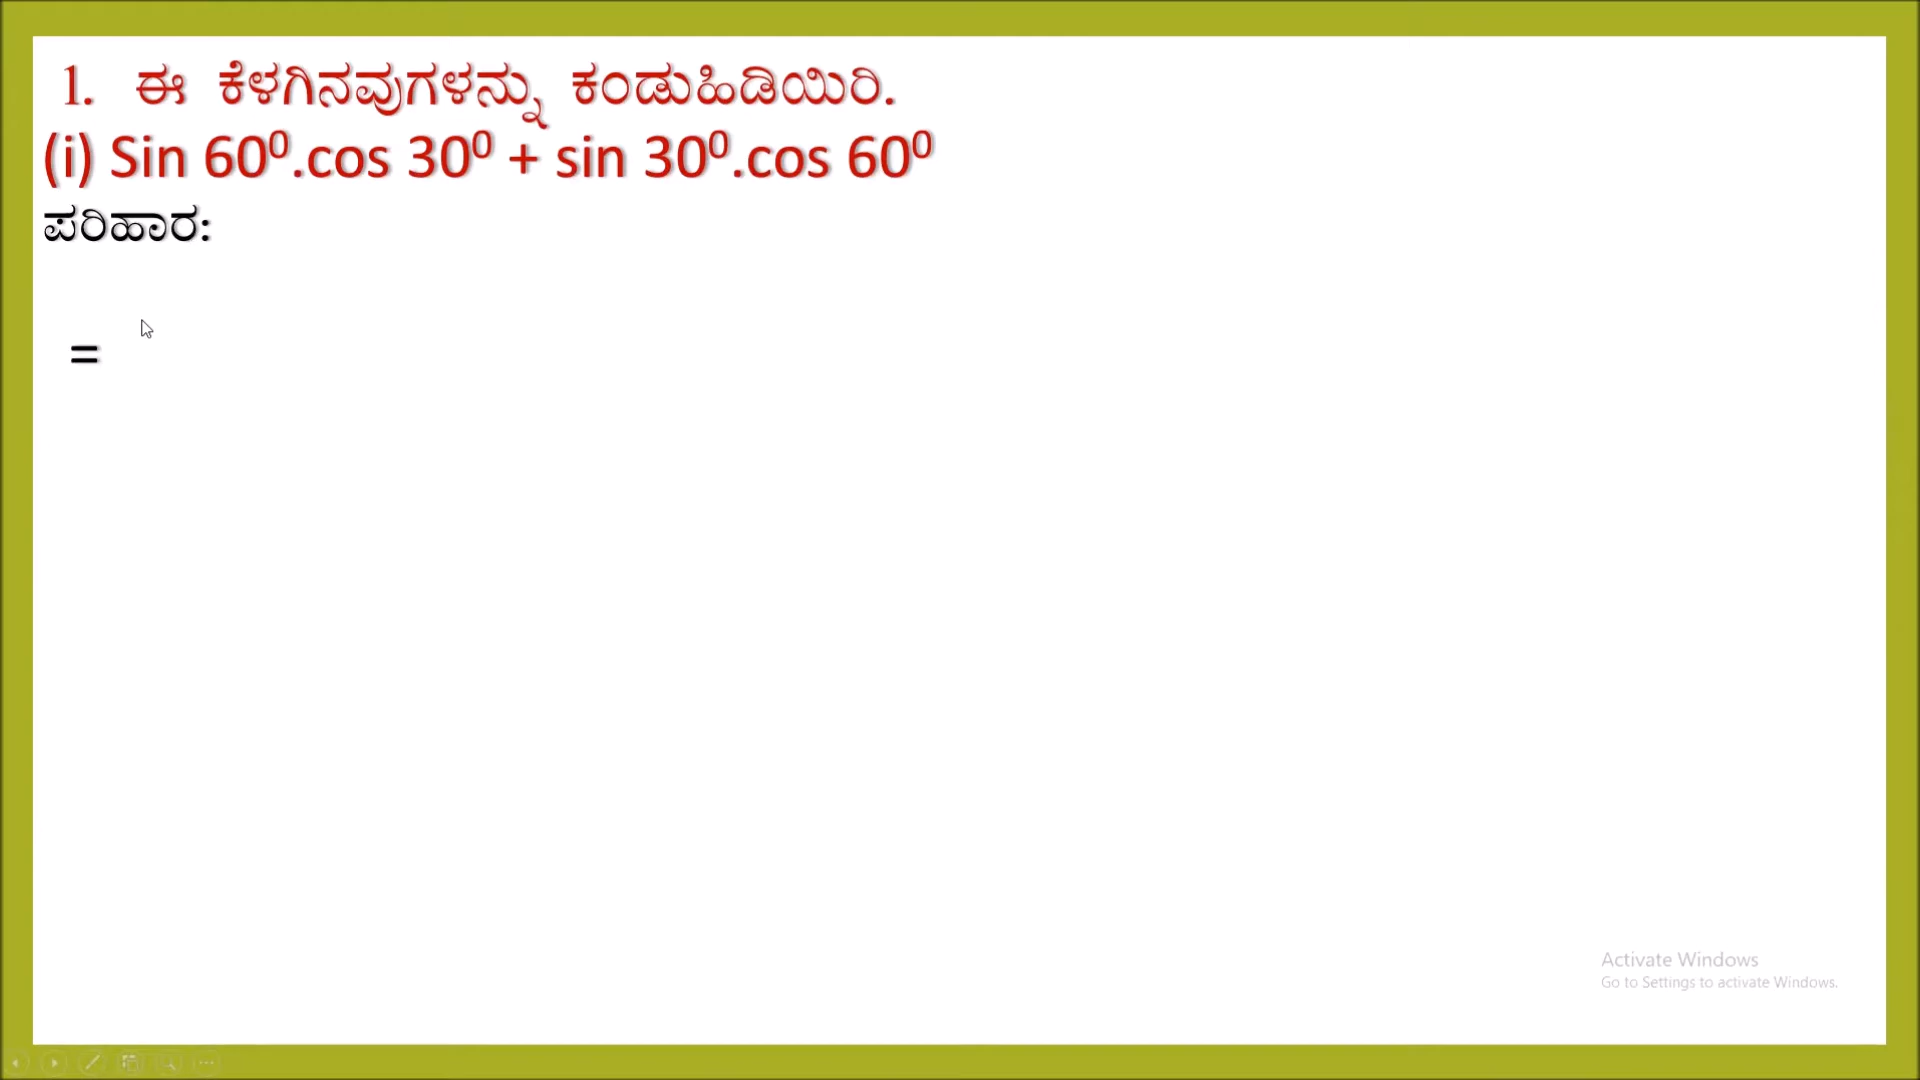 1. ಈ ಕೆಳಗಿನವುಗಳನ್ನು ಕಂಡುಹಿಡಿಯಿರಿ.
(i) Sin 60⁰.cos 30⁰ + sin 30⁰.cos 60⁰
ಪರಿಹಾರ:
=
Activate Windows
Go to Settings to activate Windows.